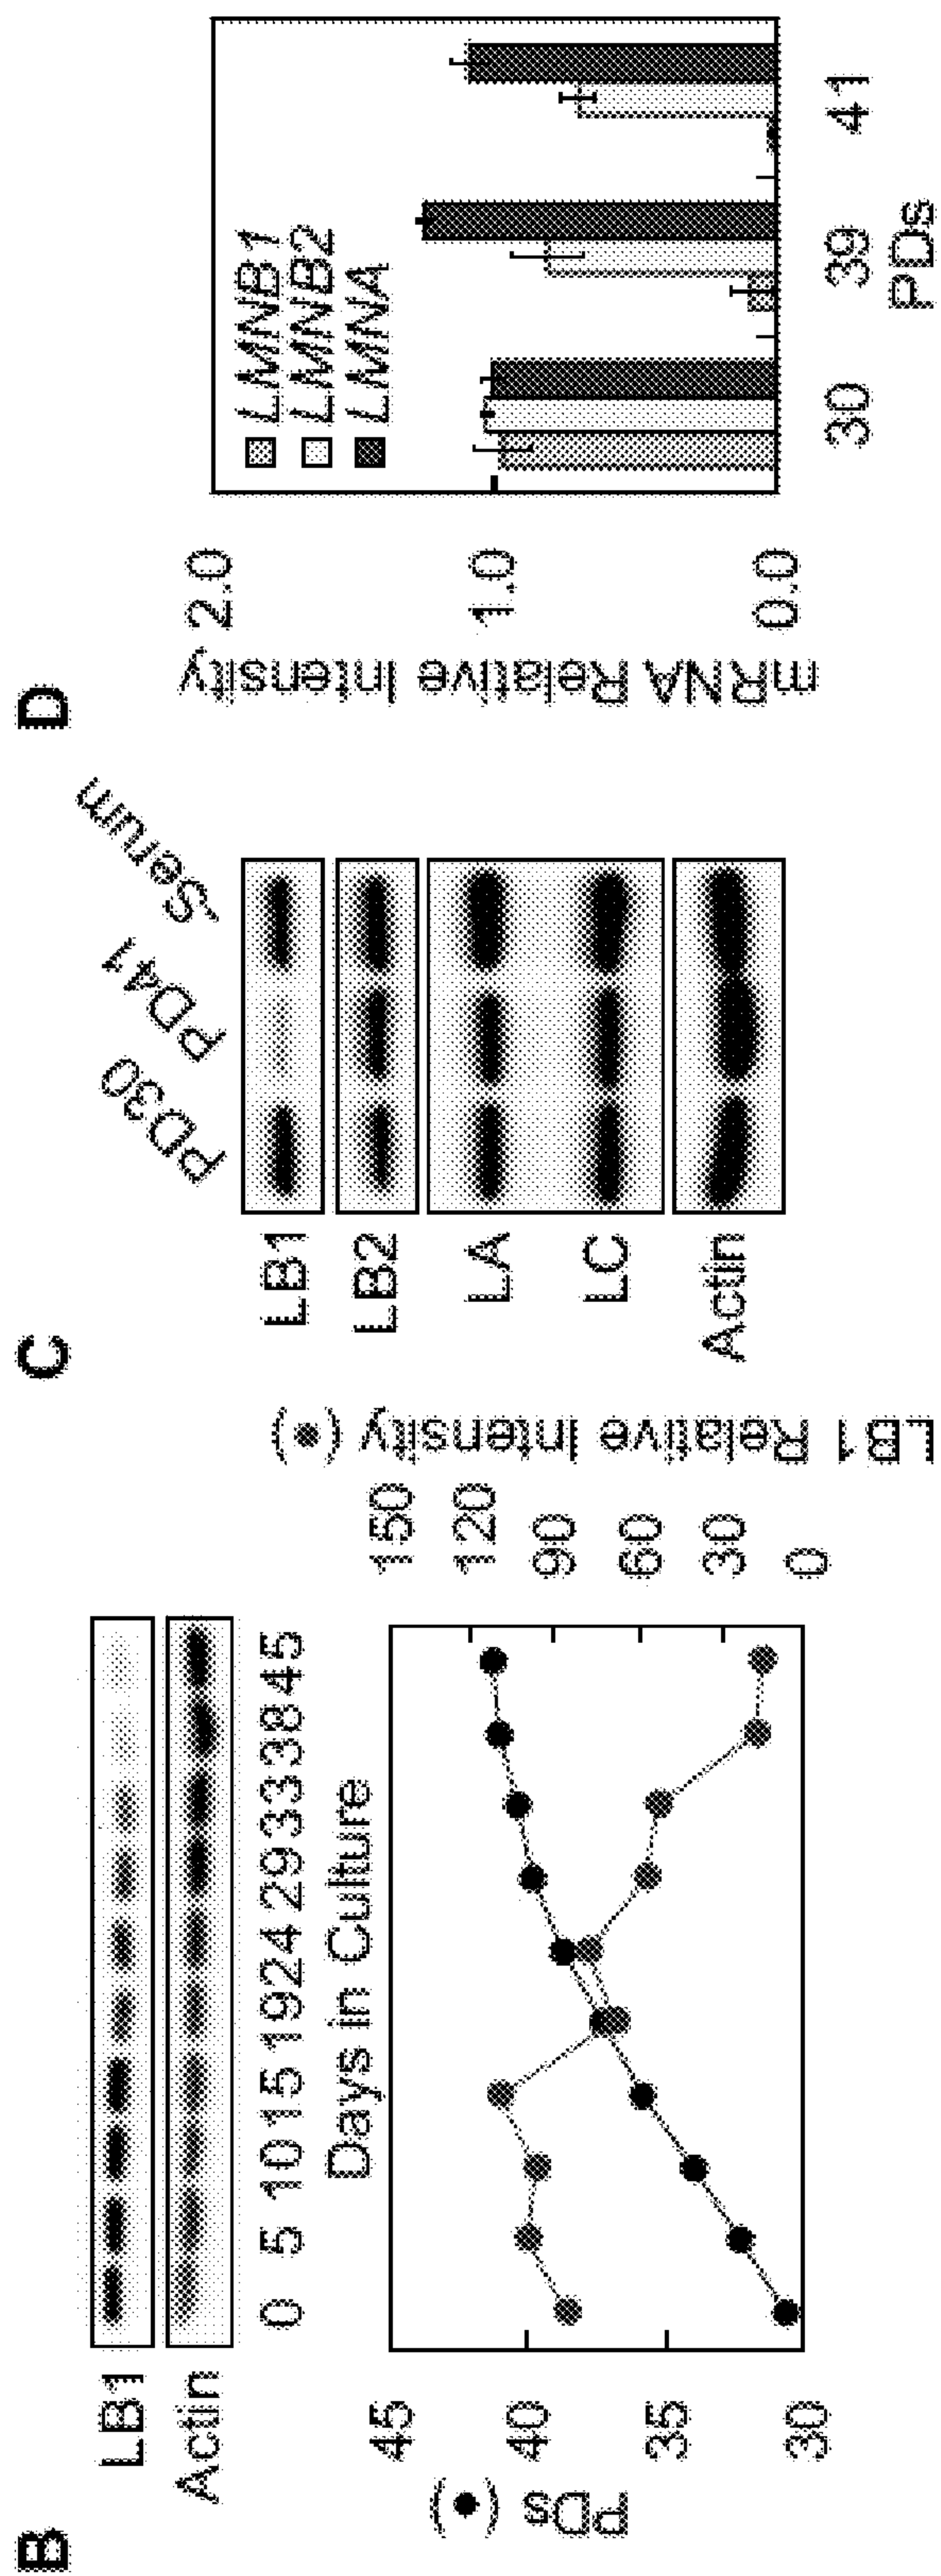 B
LB1
Actin
0 5 10 15 19 24 29 33 38 45
Days in Culture
45
40
35
30
PDs (●)
150
120
90
60
30
0
LB1 Relative Intensity (●)
C
PD30 PD41 Serum
LB1
LB2
LA
LC
Actin
D
mRNA Relative Intensity
2.0
1.0
0.0
LMNB1
LMNB2
LMNA
30 39 41
PDs